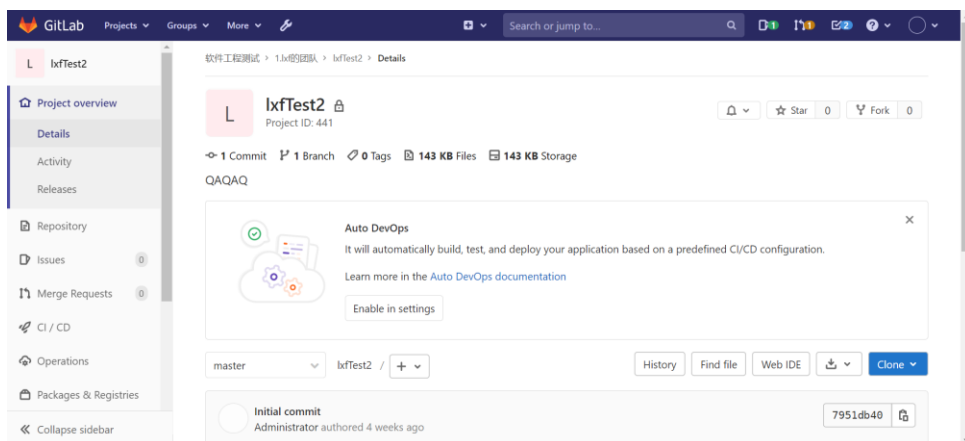 GitLab Projects Groups More Search or jump to... 1 1 2
L lxfTest2
Project overview
Details
Activity
Releases
Repository
Issues 0
Merge Requests 0
CI / CD
Operations
Packages & Registries
Collapse sidebar
软件工程测试 > 1.lxf的团队 > lxfTest2 > Details
L
lxfTest2
Project ID: 441
Star 0 Fork 0
1 Commit 1 Branch 0 Tags 143 KB Files 143 KB Storage
QAQAQ
Auto DevOps
It will automatically build, test, and deploy your application based on a predefined CI/CD configuration.
Learn more in the Auto DevOps documentation
Enable in settings
master lxfTest2 / + History Find file Web IDE Clone
Initial commit
Administrator authored 4 weeks ago
7951db40